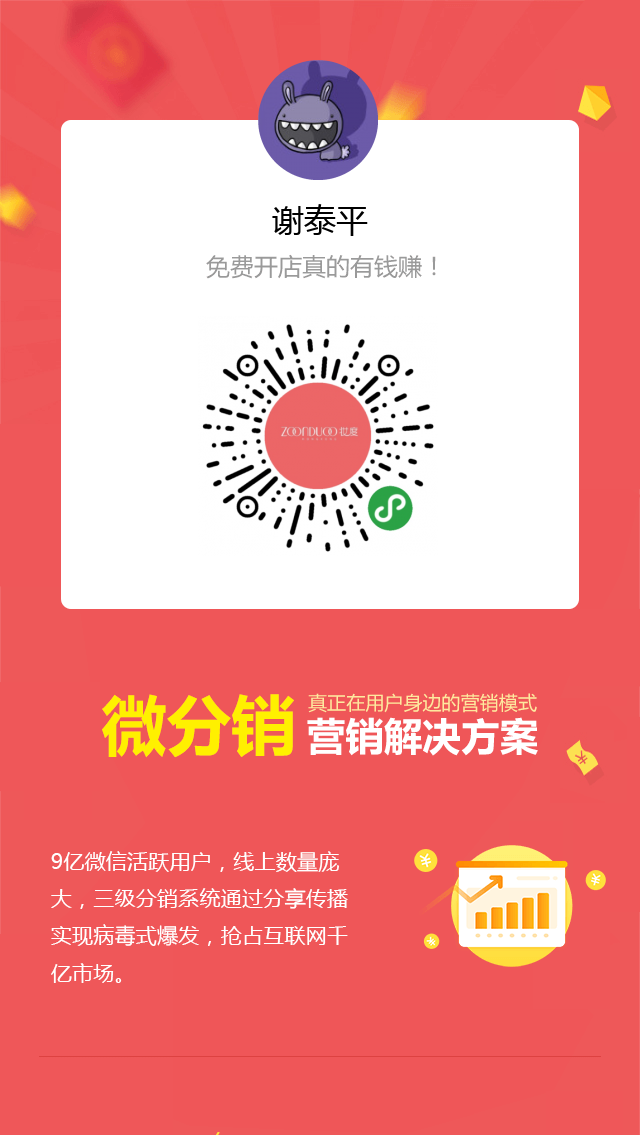 谢泰平
免费开店真的有钱赚！
ZOONDUOO
微分销
真正在用户身边的营销模式
营销解决方案
9亿微信活跃用户，线上数量庞
大，三级分销系统通过分享传播
实现病毒式爆发，抢占互联网千
亿市场。